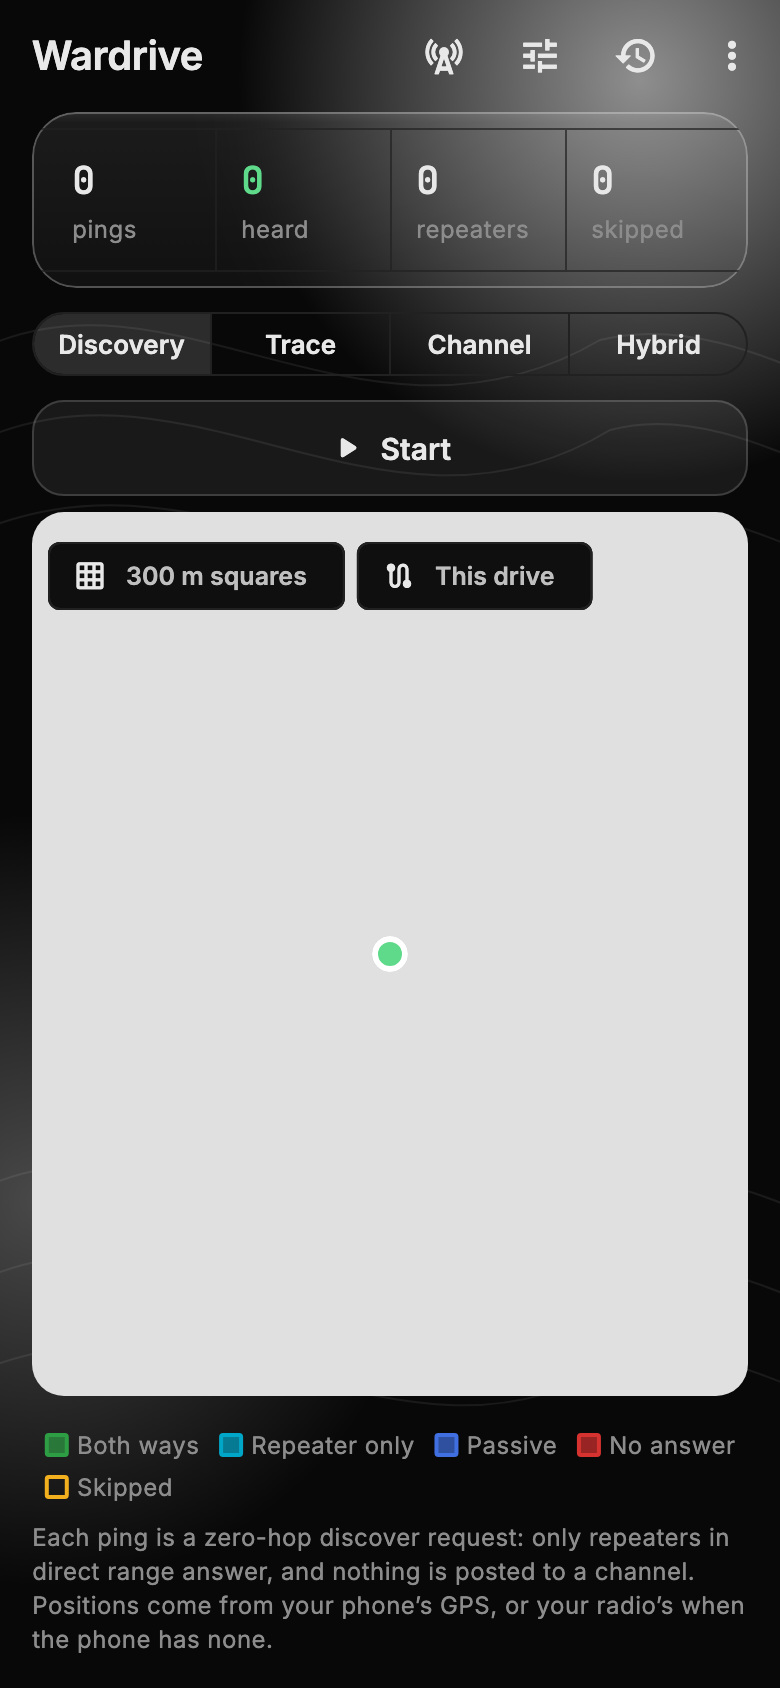 Wardrive
0 0 0 0
pings heard repeaters skipped
Discovery Trace Channel Hybrid
Start
300 m squares This drive
Both ways Repeater only Passive No answer
Skipped
Each ping is a zero-hop discover request: only repeaters in
direct range answer, and nothing is posted to a channel.
Positions come from your phone’s GPS, or your radio’s when
the phone has none.